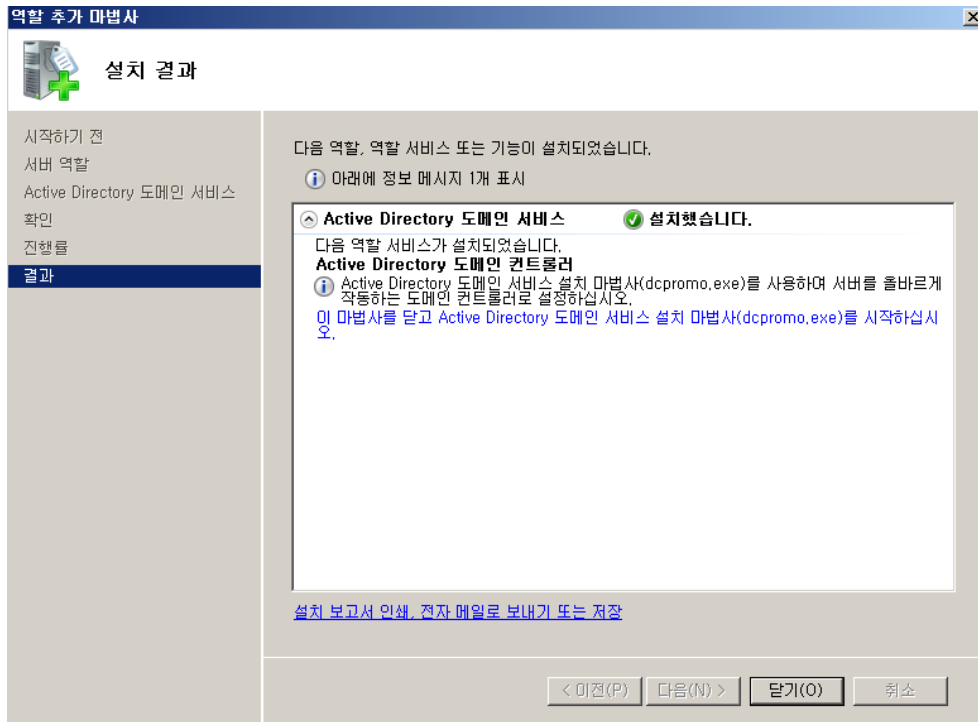 역할 추가 마법사
설치 결과
시작하기 전
서버 역할
Active Directory 도메인 서비스
확인
진행률
결과
다음 역할, 역할 서비스 또는 기능이 설치되었습니다.
아래에 정보 메시지 1개 표시
Active Directory 도메인 서비스 설치했습니다.
다음 역할 서비스가 설치되었습니다.
Active Directory 도메인 컨트롤러
Active Directory 도메인 서비스 설치 마법사(dcpromo.exe)를 사용하여 서버를 올바르게
작동하는 도메인 컨트롤러로 설정하십시오.
이 마법사를 닫고 Active Directory 도메인 서비스 설치 마법사(dcpromo.exe)를 시작하십시
오.
설치 보고서 인쇄, 전자 메일로 보내기 또는 저장
< 이전(P) 다음(N) > 닫기(O) 취소